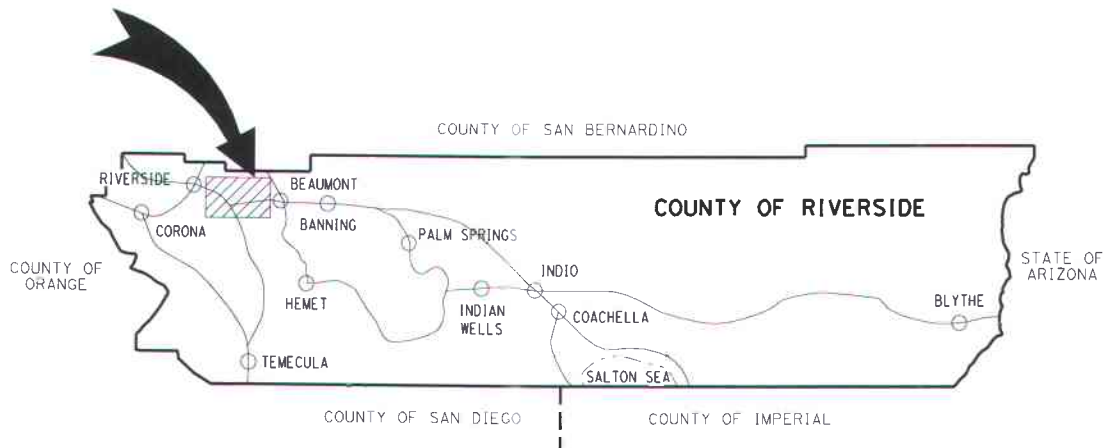 COUNTY OF SAN BERNARDINO
RIVERSIDE
BEAUMONT
COUNTY OF RIVERSIDE
BANNING
CORONA
PALM SPRINGS
COUNTY OF
ORANGE
STATE OF
ARIZONA
INDIO
HEMET
INDIAN
WELLS
COACHELLA
BLYTHE
TEMECULA
SALTON SEA
COUNTY OF SAN DIEGO
COUNTY OF IMPERIAL